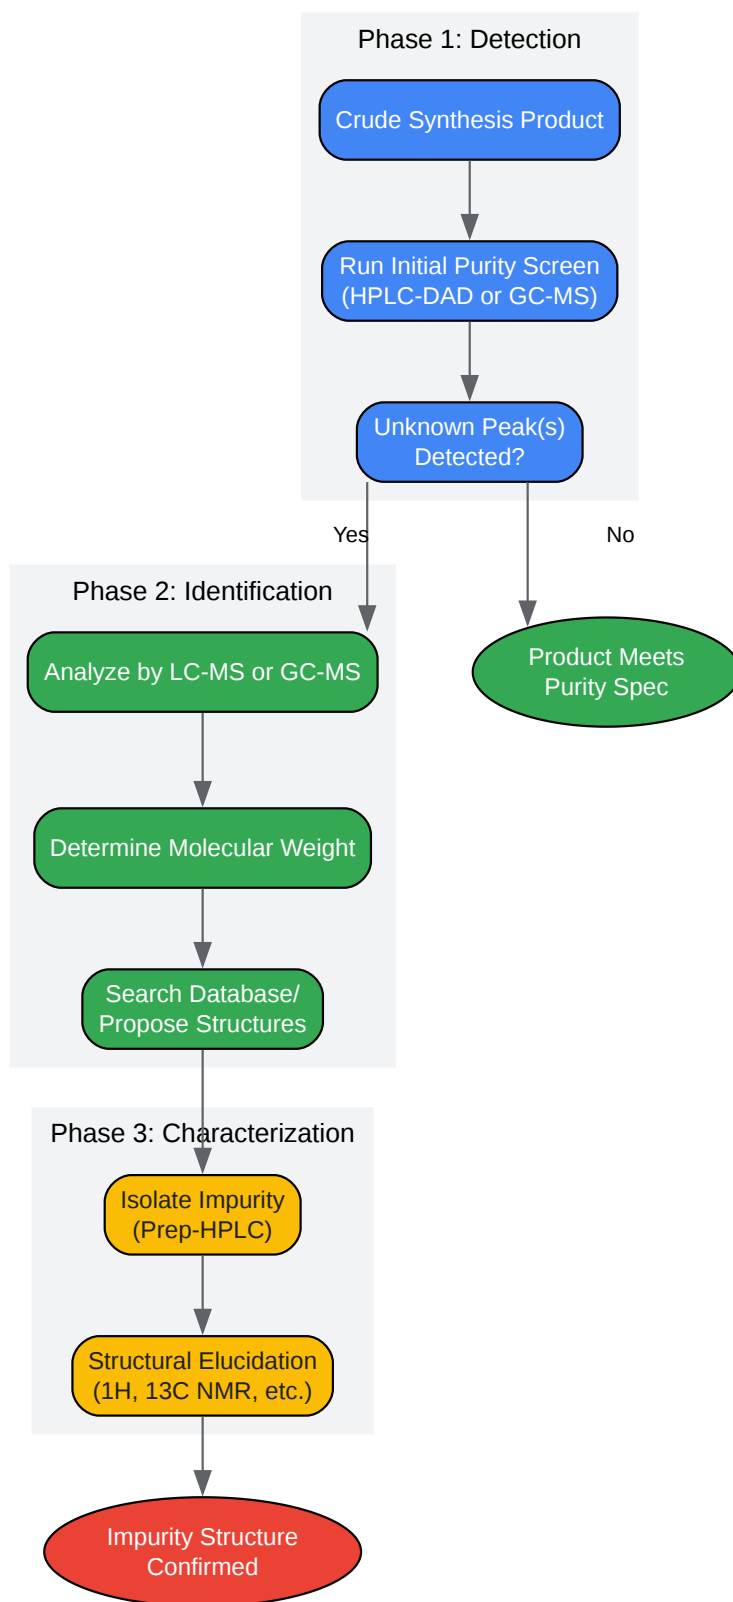 Phase 1: Detection
Crude Synthesis Product
Run Initial Purity Screen
(HPLC-DAD or GC-MS)
Unknown Peak(s)
Detected?
Yes
No
Phase 2: Identification
Analyze by LC-MS or GC-MS
Product Meets
Purity Spec
Determine Molecular Weight
Search Database/
Propose Structures
Phase 3: Characterization
Isolate Impurity
(Prep-HPLC)
Structural Elucidation
(1H, 13C NMR, etc.)
Impurity Structure
Confirmed